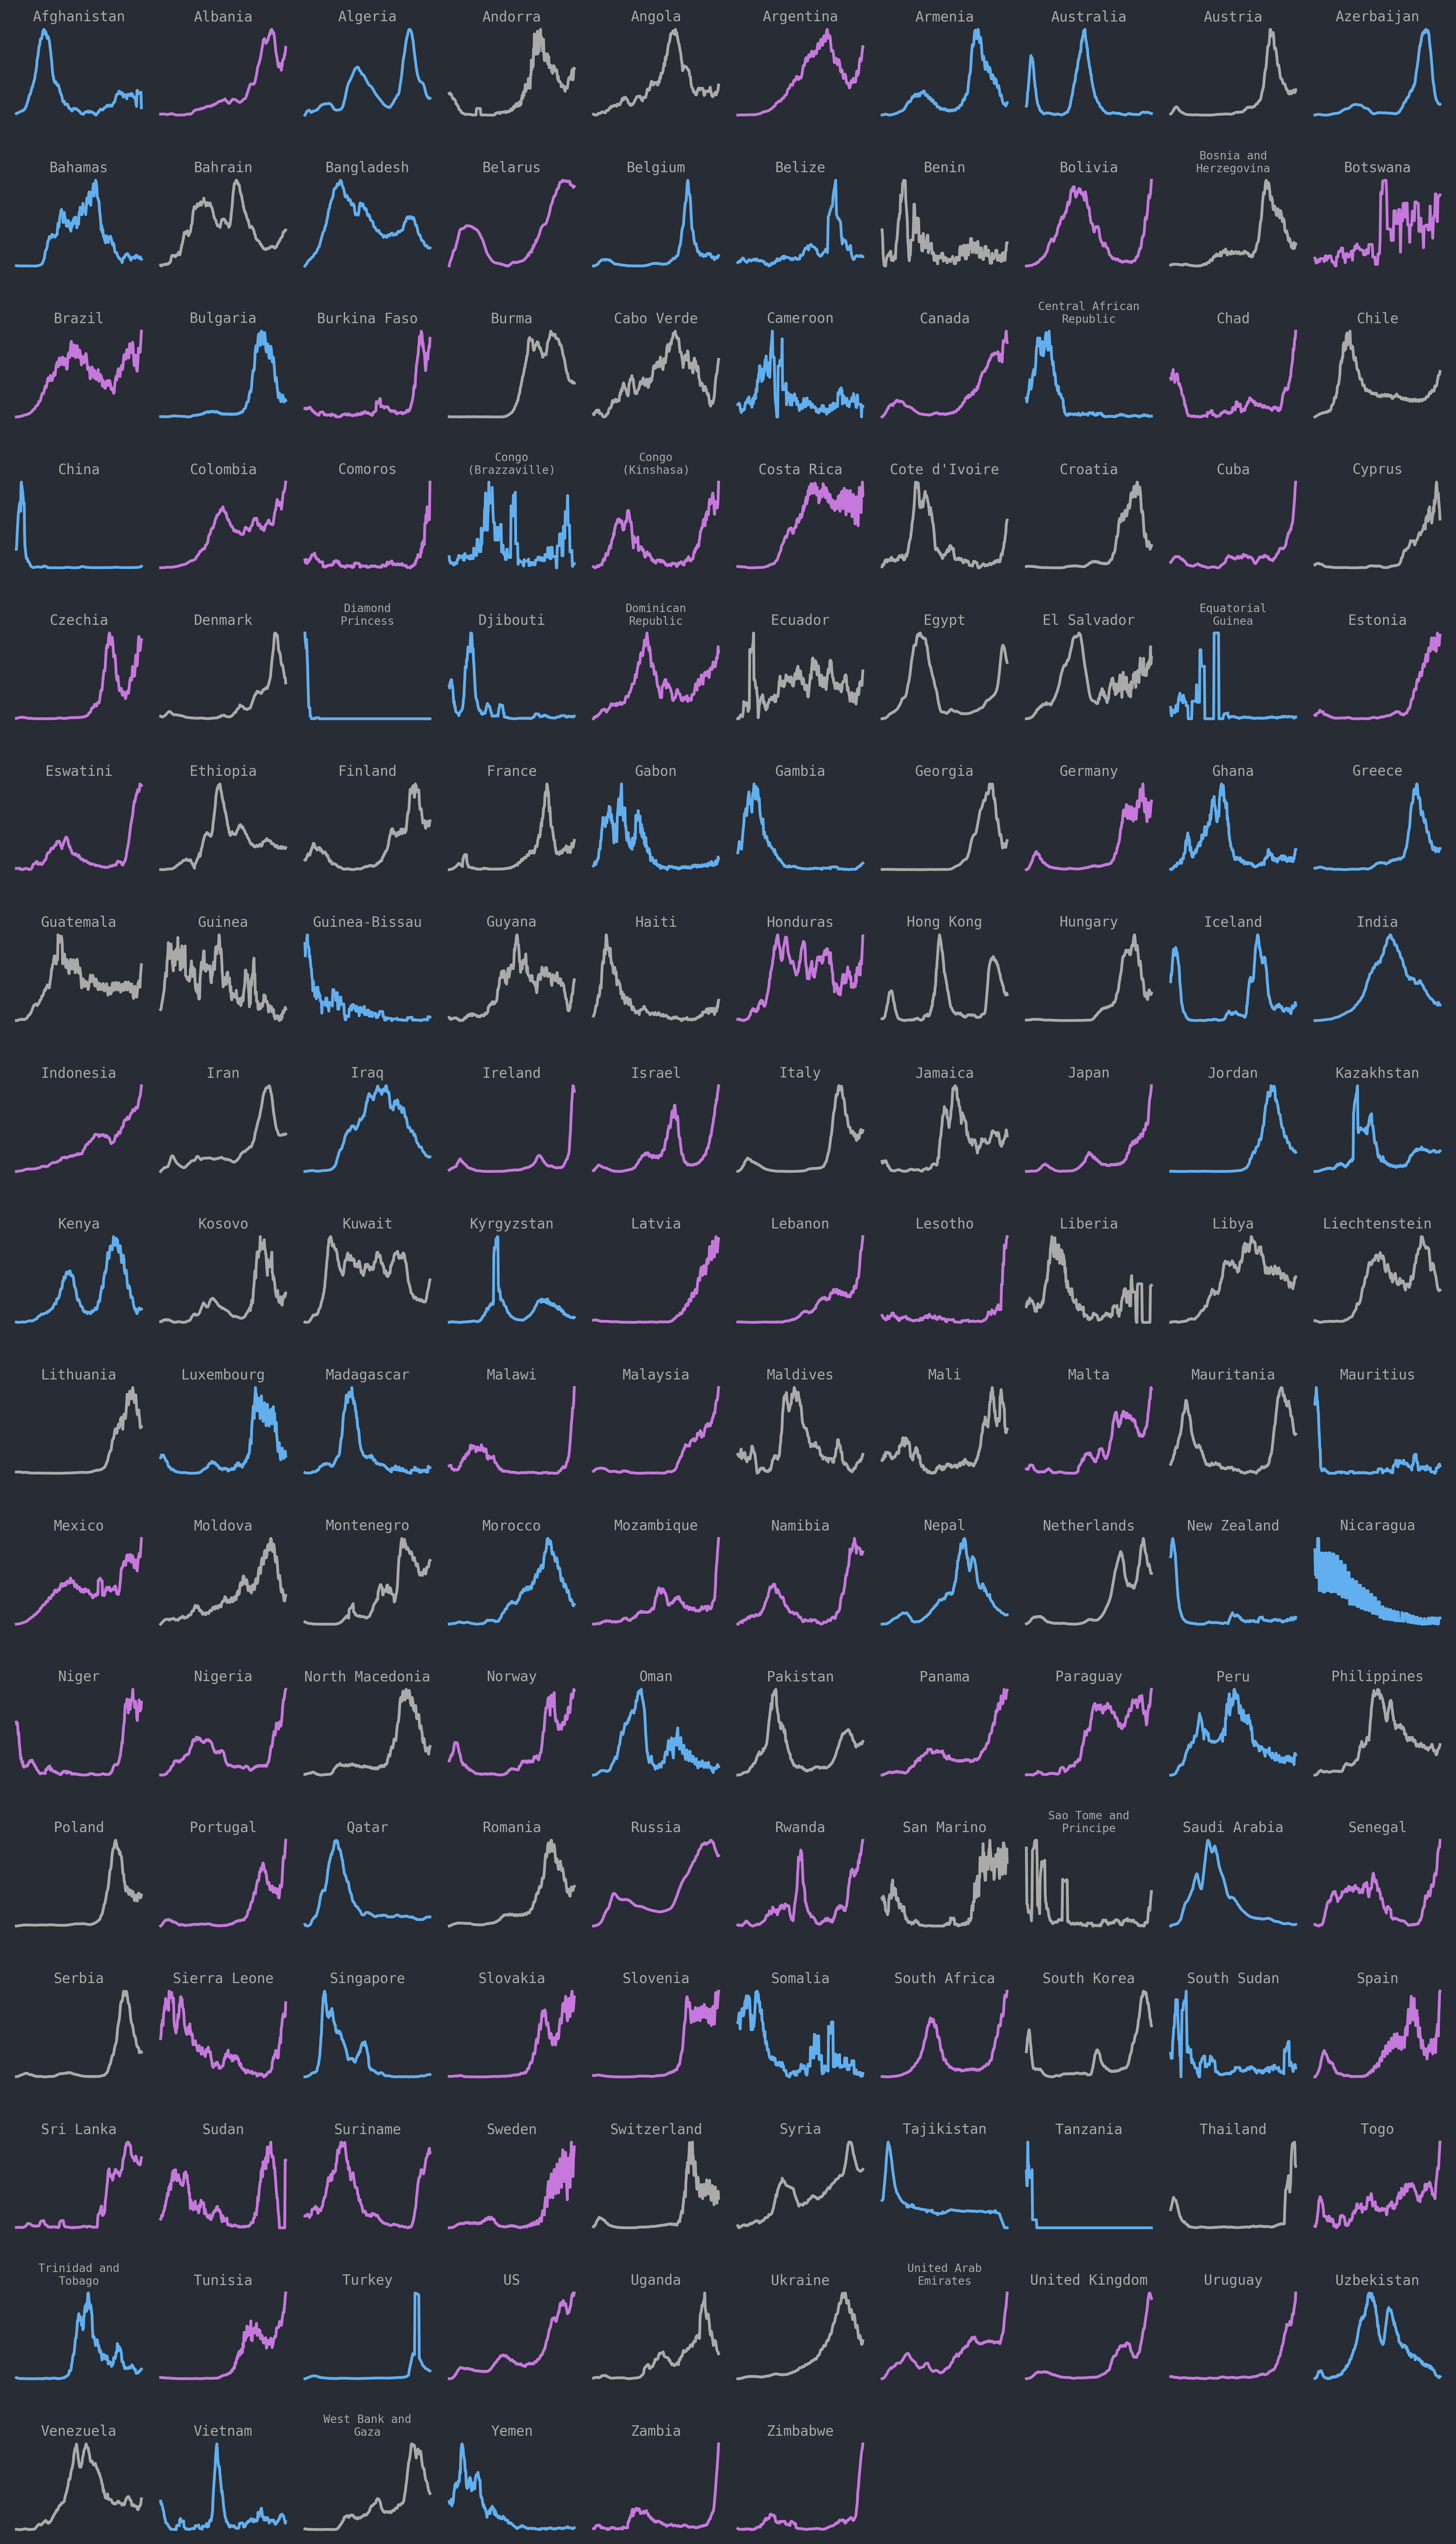 Afghanistan
Albania
Algeria
Andorra
Angola
Argentina
Armenia
Australia
Austria
Azerbaijan
Bahamas
Bahrain
Bangladesh
Belarus
Belgium
Belize
Benin
Bolivia
Bosnia and
Herzegovina
Botswana
Brazil
Bulgaria
Burkina Faso
Burma
Cabo Verde
Cameroon
Canada
Central African
Republic
Chad
Chile
China
Colombia
Comoros
Congo
(Brazzaville)
Congo
(Kinshasa)
Costa Rica
Cote d'Ivoire
Croatia
Cuba
Cyprus
Czechia
Denmark
Diamond
Princess
Djibouti
Dominican
Republic
Ecuador
Egypt
El Salvador
Equatorial
Guinea
Estonia
Eswatini
Ethiopia
Finland
France
Gabon
Gambia
Georgia
Germany
Ghana
Greece
Guatemala
Guinea
Guinea-Bissau
Guyana
Haiti
Honduras
Hong Kong
Hungary
Iceland
India
Indonesia
Iran
Iraq
Ireland
Israel
Italy
Jamaica
Japan
Jordan
Kazakhstan
Kenya
Kosovo
Kuwait
Kyrgyzstan
Latvia
Lebanon
Lesotho
Liberia
Libya
Liechtenstein
Lithuania
Luxembourg
Madagascar
Malawi
Malaysia
Maldives
Mali
Malta
Mauritania
Mauritius
Mexico
Moldova
Montenegro
Morocco
Mozambique
Namibia
Nepal
Netherlands
New Zealand
Nicaragua
Niger
Nigeria
North Macedonia
Norway
Oman
Pakistan
Panama
Paraguay
Peru
Philippines
Poland
Portugal
Qatar
Romania
Russia
Rwanda
San Marino
Sao Tome and
Principe
Saudi Arabia
Senegal
Serbia
Sierra Leone
Singapore
Slovakia
Slovenia
Somalia
South Africa
South Korea
South Sudan
Spain
Sri Lanka
Sudan
Suriname
Sweden
Switzerland
Syria
Tajikistan
Tanzania
Thailand
Togo
Trinidad and
Tobago
Tunisia
Turkey
US
Uganda
Ukraine
United Arab
Emirates
United Kingdom
Uruguay
Uzbekistan
Venezuela
Vietnam
West Bank and
Gaza
Yemen
Zambia
Zimbabwe